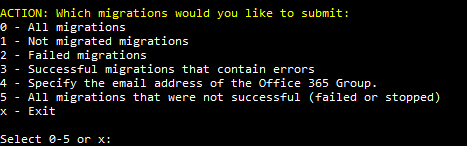 ACTION: Which migrations would you like to submit:
0 - All migrations
1 - Not migrated migrations
2 - Failed migrations
3 - Successful migrations that contain errors
4 - Specify the email address of the Office 365 Group.
5 - All migrations that were not successful (failed or stopped)
x - Exit
Select 0-5 or x: